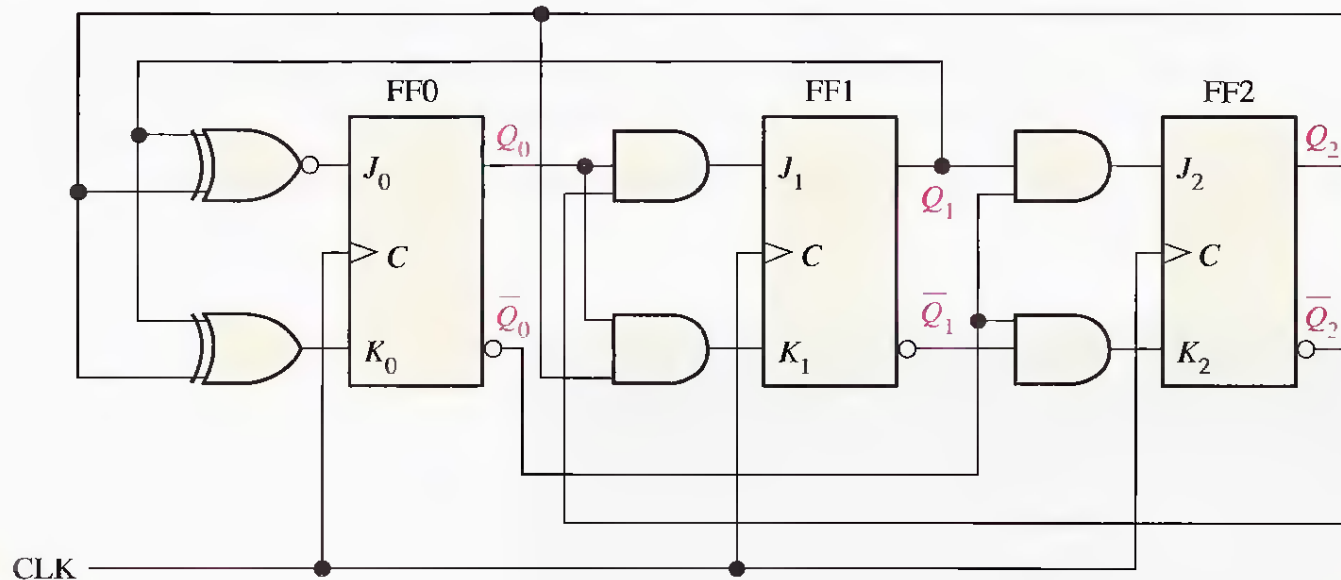 FF0 FF1 FF2
J₀ Q₀ J₁ Q₁ J₂ Q₂
C C C
K₀ Q̅₀ K₁ Q̅₁ K₂ Q̅₂
CLK